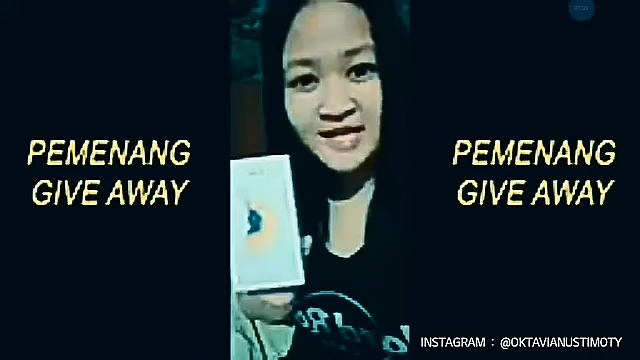 PEMENANG
GIVE AWAY
PEMENANG
GIVE AWAY
INSTAGRAM : @OKTAVIANUSTIMOTY